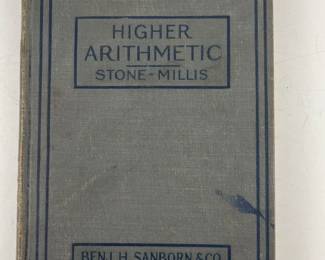 HIGHER
ARITHMETIC
STONE-MILLIS
BENJ. H. SANBORN & CO.